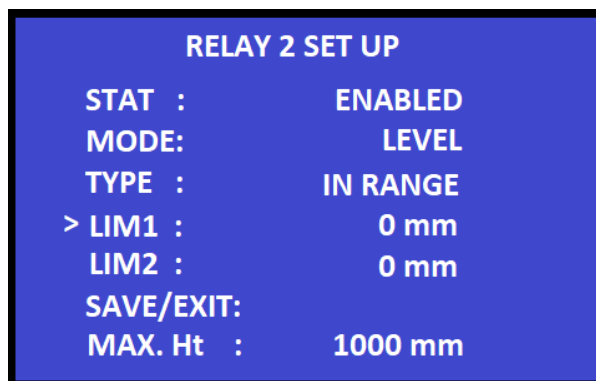 RELAY 2 SET UP
STAT : ENABLED
MODE: LEVEL
TYPE : IN RANGE
> LIM1 : 0 mm
LIM2 : 0 mm
SAVE/EXIT:
MAX. Ht : 1000 mm